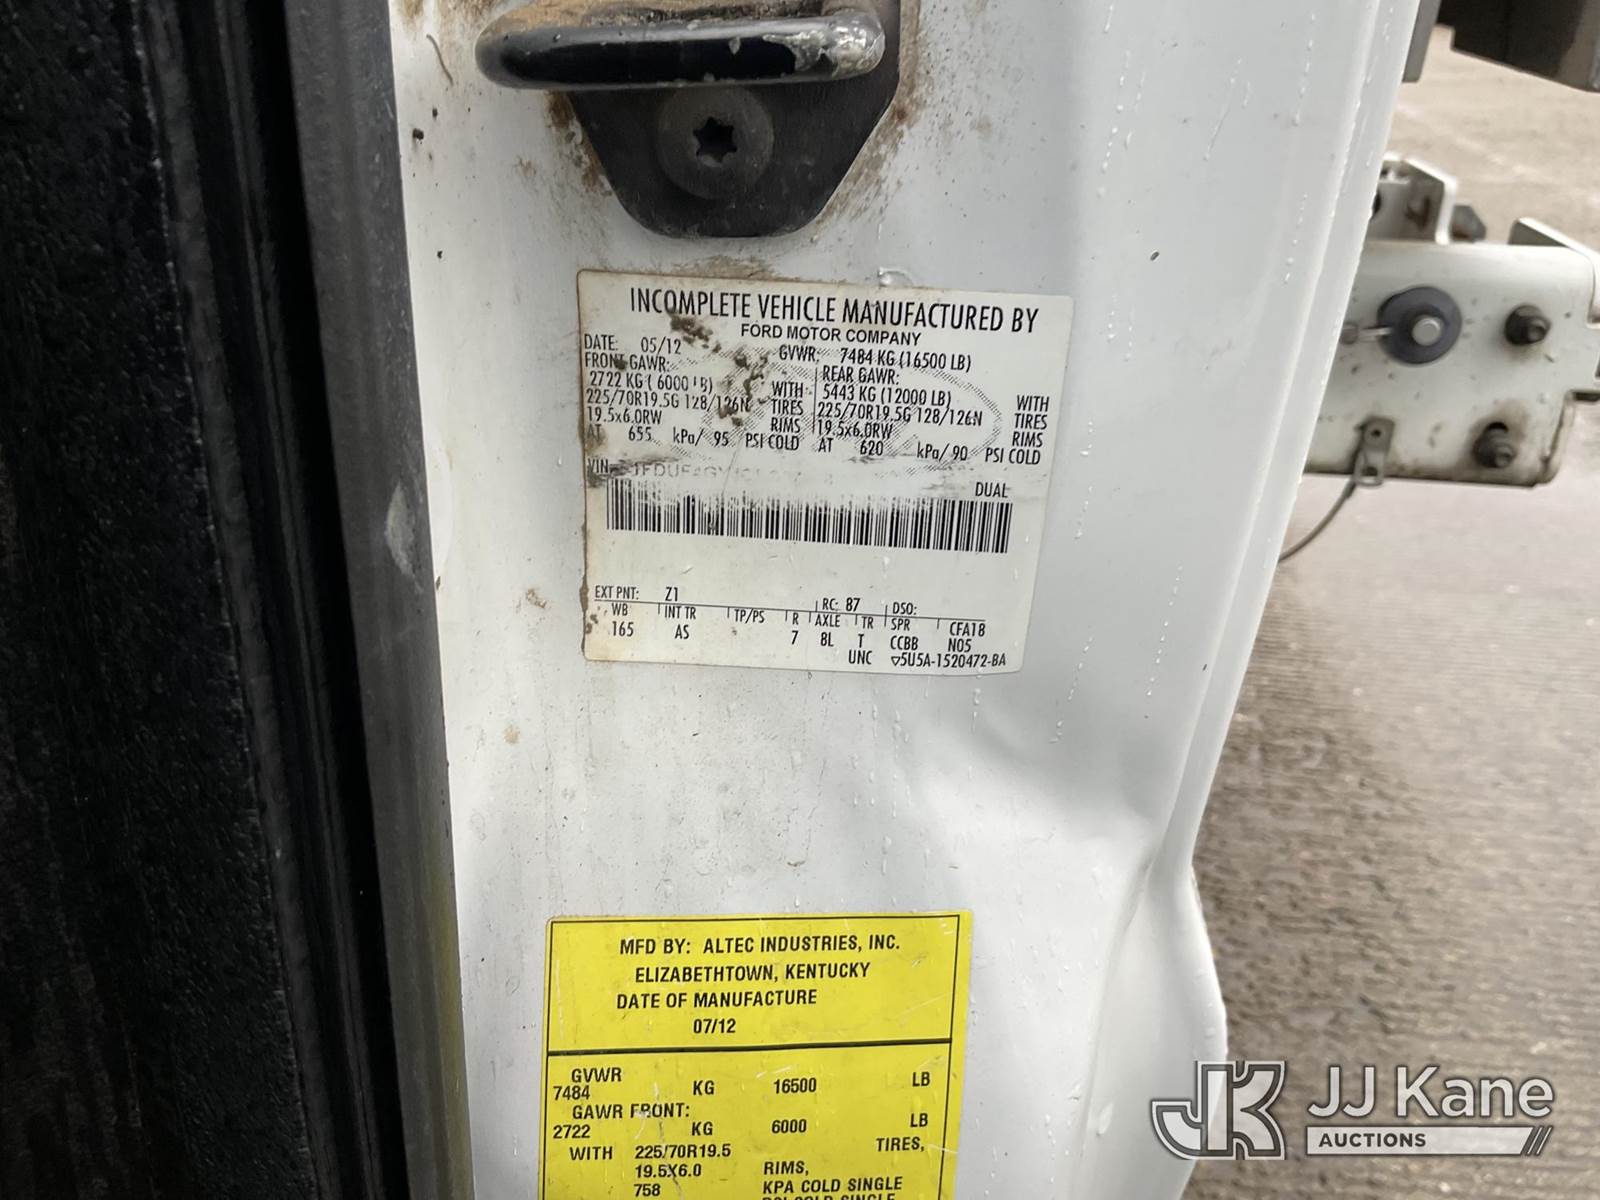 INCOMPLETE VEHICLE MANUFACTURED BY
FORD MOTOR COMPANY
DATE: 05/12 GVWR: 7484 KG (16500 LB)
FRONT GAWR: REAR GAWR:
2722 KG ( 6000 LB) WITH 5443 KG (12000 LB) WITH
225/70R19.5G 128/126N TIRES 225/70R19.5G 128/126N TIRES
19.5x6.0RW RIMS 19.5x6.0RW RIMS
AT 655 kPa/ 95 PSI COLD AT 620 kPa/ 90 PSI COLD
VIN:
DUAL
EXT PNT: Z1 RC: 87 DSO:
WB INT TR TP/PS R AXLE TR SPR CFA18
165 AS 7 8L T CCBB N05
UNC ▽5U5A-1520472-BA
MFD BY: ALTEC INDUSTRIES, INC.
ELIZABETHTOWN, KENTUCKY
DATE OF MANUFACTURE
07/12
GVWR
7484 KG 16500 LB
GAWR FRONT:
2722 KG 6000 LB
WITH 225/70R19.5 TIRES,
19.5X6.0 RIMS,
758 KPA COLD SINGLE
PSI COLD SINGLE
JK JJ Kane
AUCTIONS